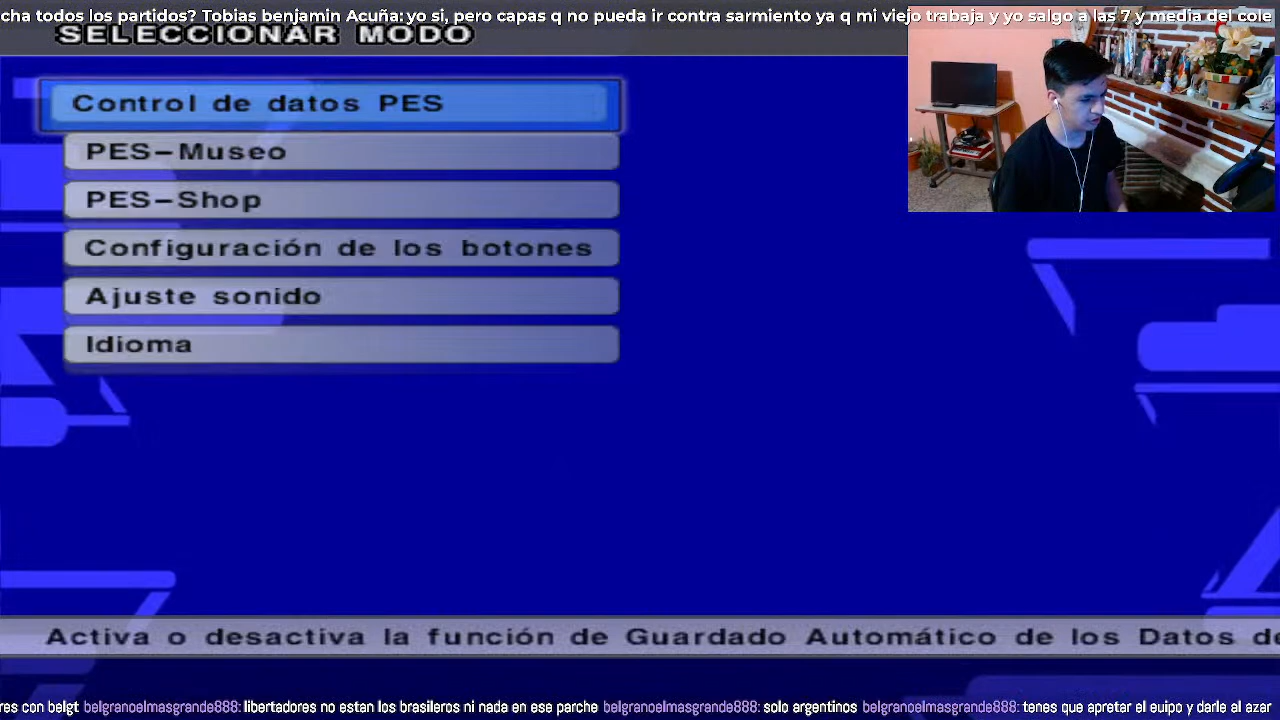 cha todos los partidos? Tobias benjamin Acuña: yo si, pero capas q no pueda ir contra sarmiento ya q mi viejo trabaja y yo salgo a las 7 y media del cole
SELECCIONAR MODO
Control de datos PES
PES-Museo
PES-Shop
Configuración de los botones
Ajuste sonido
Idioma
Activa o desactiva la función de Guardado Automático de los Datos de
res con belgt belgranoelmasgrande888: libertadores no estan los brasileros ni nada en ese parche belgranoelmasgrande888: solo argentinos belgranoelmasgrande888: tenes que apretar el euipo y darle al azar